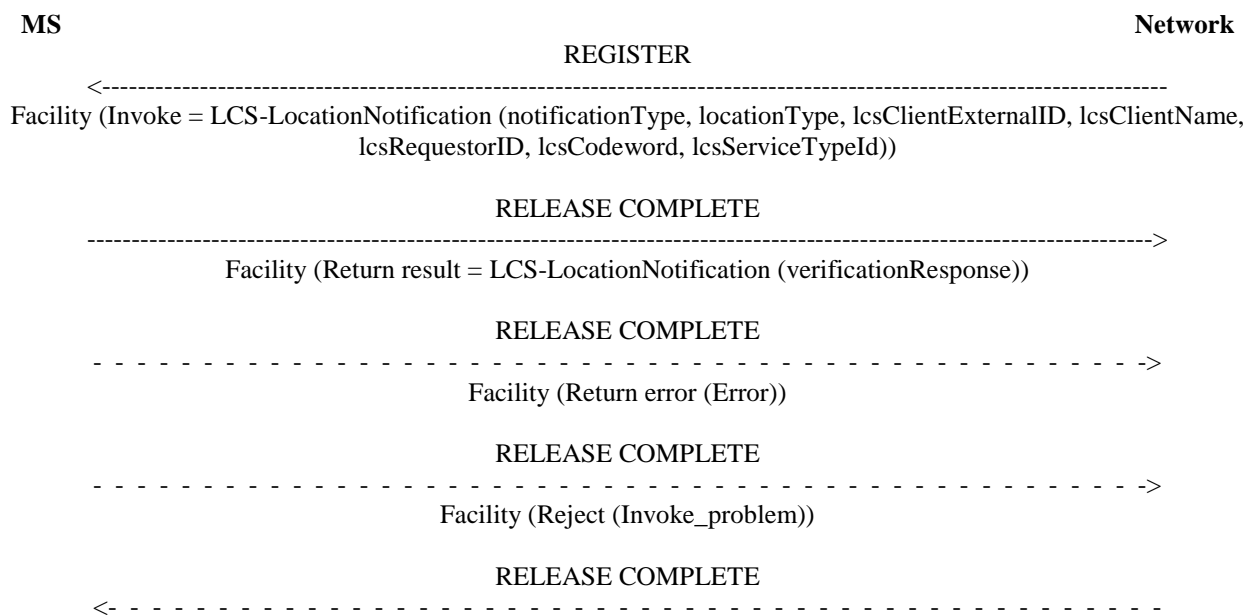 MS Network
REGISTER
<------------------------------------------------------------------------------------------------------------------------
Facility (Invoke = LCS-LocationNotification (notificationType, locationType, lcsClientExternalID, lcsClientName,
lcsRequestorID, lcsCodeword, lcsServiceTypeId))
RELEASE COMPLETE
------------------------------------------------------------------------------------------------------------------------>
Facility (Return result = LCS-LocationNotification (verificationResponse))
RELEASE COMPLETE
- - - - - - - - - - - - - - - - - - - - - - - - - - - - - - - - - - - - - - - - - - - - - - - ->
Facility (Return error (Error))
RELEASE COMPLETE
- - - - - - - - - - - - - - - - - - - - - - - - - - - - - - - - - - - - - - - - - - - - - - - ->
Facility (Reject (Invoke_problem))
RELEASE COMPLETE
<- - - - - - - - - - - - - - - - - - - - - - - - - - - - - - - - - - - - - - - - - - - - - - - -